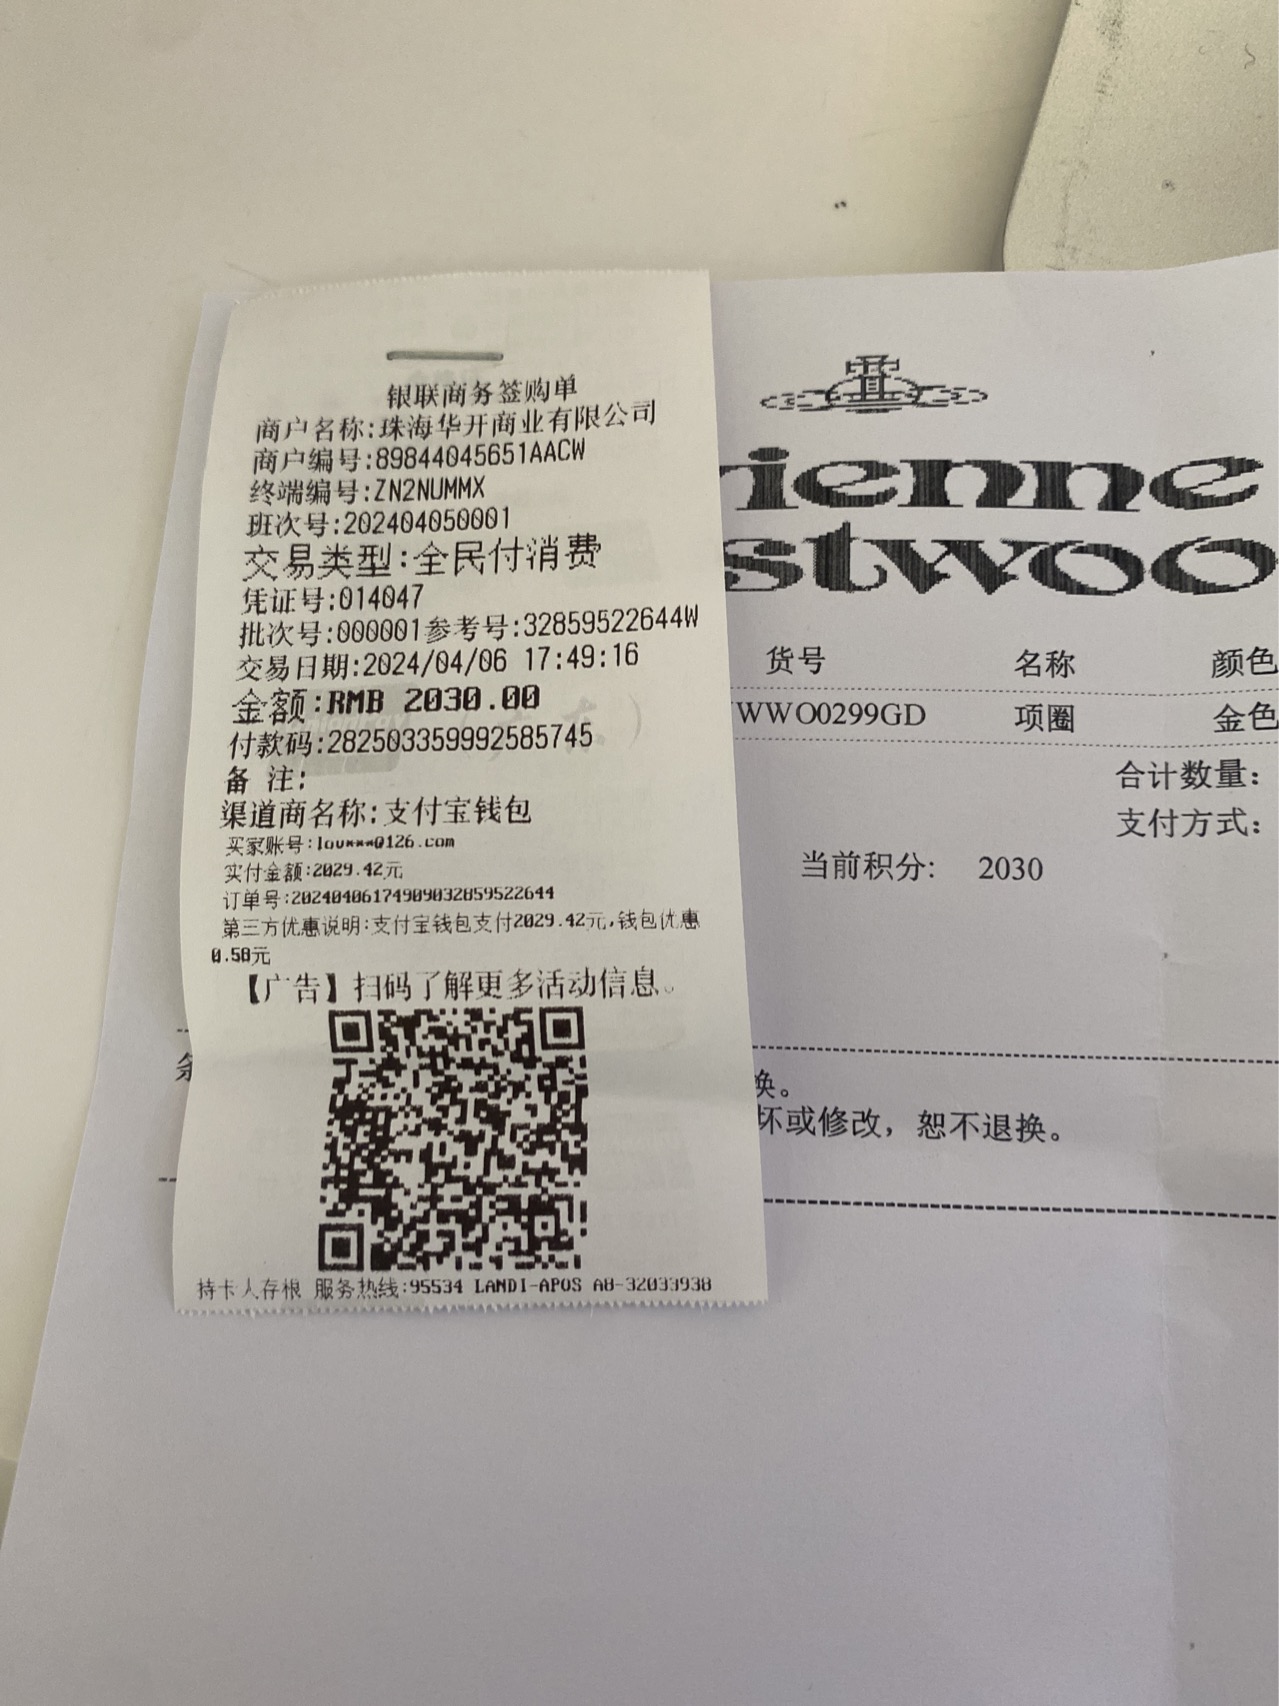 银联商务签购单
商户名称:珠海华开商业有限公司
商户编号:89844045651AACW
终端编号:ZN2NUMMX
班次号:202404050001
交易类型:全民付消费
凭证号:014047
批次号:000001参考号:32859522644W
交易日期:2024/04/06 17:49:16
金额:RMB 2030.00
付款码:282503359992585745
备 注:
渠道商名称:支付宝钱包
买家账号:lou***@126.com
实付金额:2029.42元
订单号:20240406174909032859522644
第三方优惠说明:支付宝钱包支付2029.42元,钱包优惠
0.58元
【广告】扫码了解更多活动信息。
持卡人存根 服务热线:95534 LANDI-APOS A8-32033938
ienne
stwoo
货号 名称 颜色
WWO0299GD 项圈 金色
合计数量:
支付方式:
当前积分: 2030
换。
坏或修改，恕不退换。